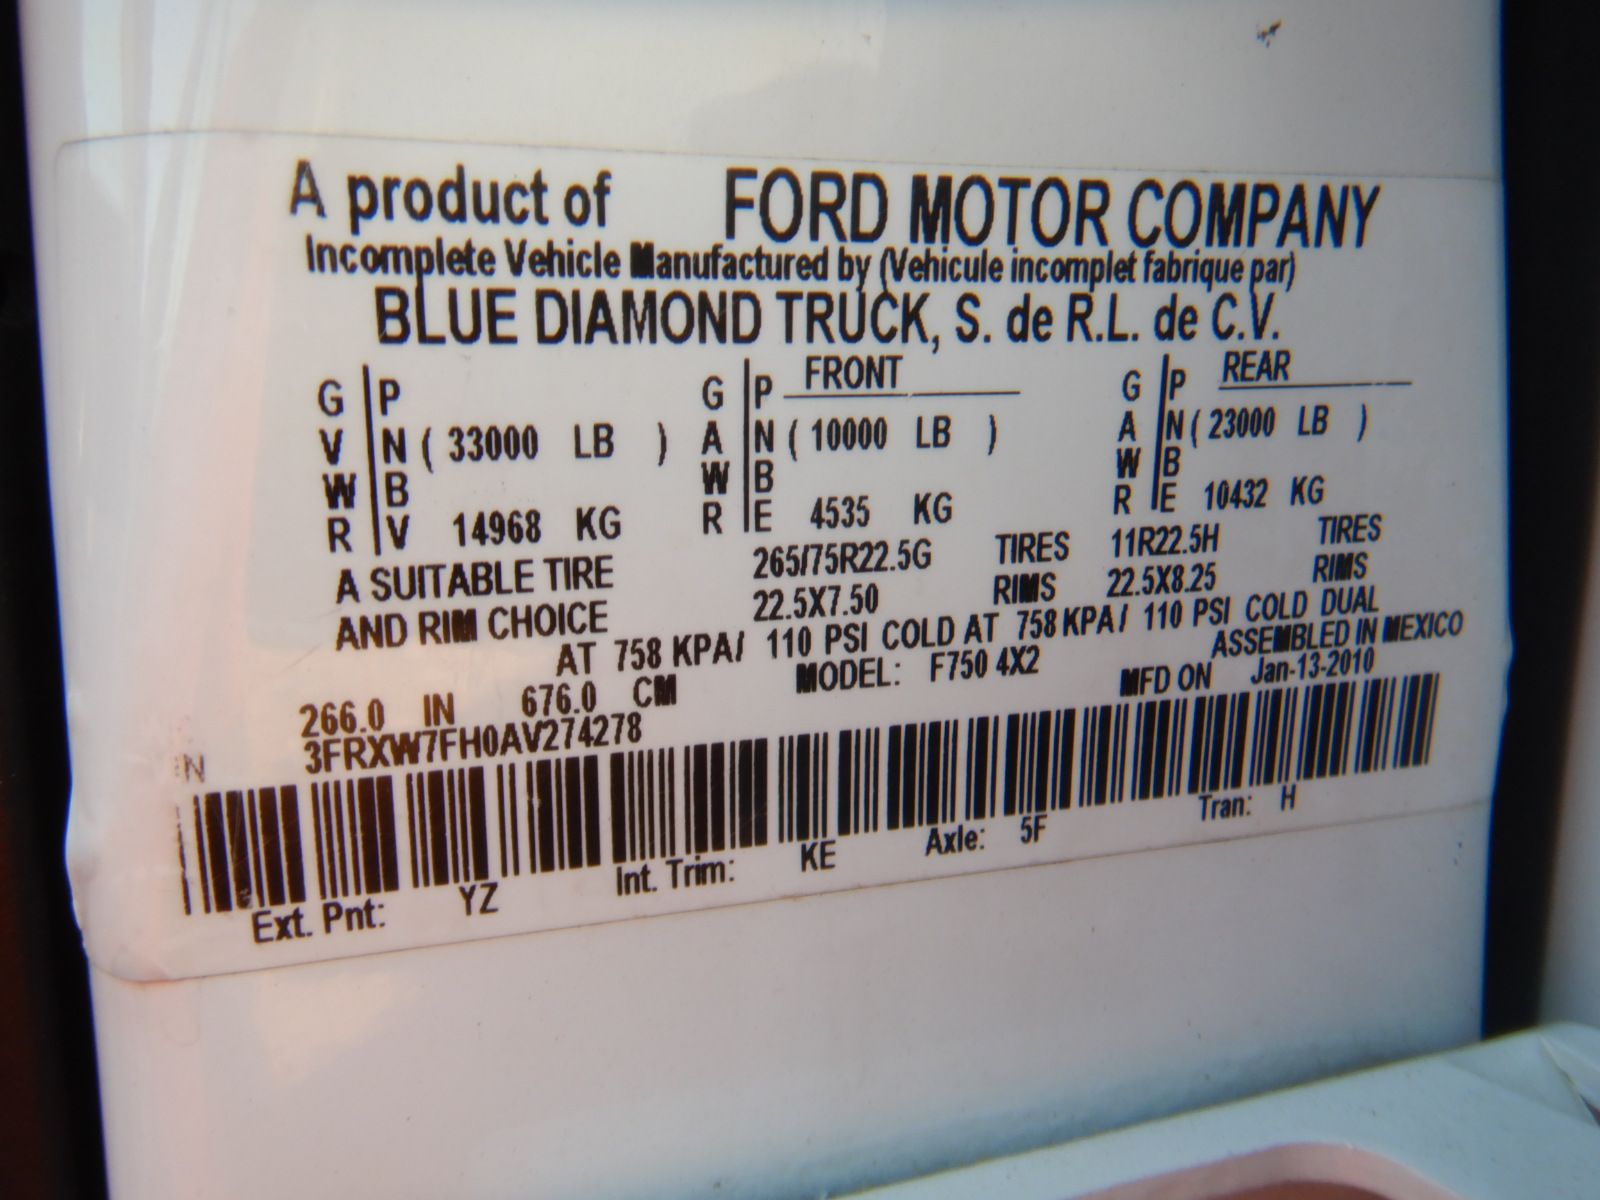 A product of FORD MOTOR COMPANY
Incomplete Vehicle Manufactured by (Vehicule incomplet fabrique par)
BLUE DIAMOND TRUCK, S. de R.L. de C.V.
G P G P FRONT G P REAR
V N ( 33000 LB ) A N ( 10000 LB ) A N ( 23000 LB )
W B W B W B
R V 14968 KG R E 4535 KG R E 10432 KG
A SUITABLE TIRE 265/75R22.5G TIRES 11R22.5H TIRES
AND RIM CHOICE 22.5X7.50 RIMS 22.5X8.25 RIMS
AT 758 KPA/ 110 PSI COLD AT 758 KPA/ 110 PSI COLD DUAL
ASSEMBLED IN MEXICO
266.0 IN 676.0 CM MODEL: F750 4X2 MFD ON Jan-13-2010
N 3FRXW7FH0AV274278
Ext. Pnt: YZ Int. Trim: KE Axle: 5F Tran: H